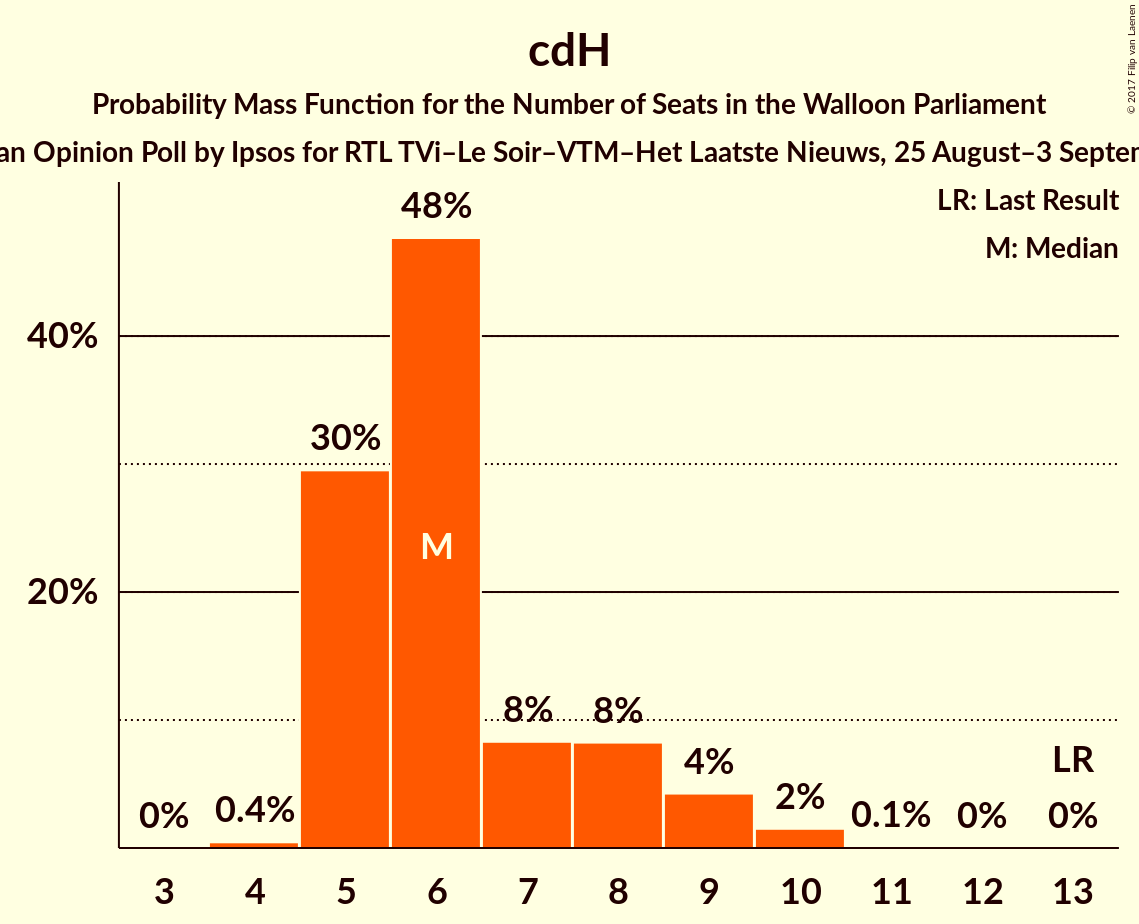 cdH
Probability Mass Function for the Number of Seats in the Walloon Parliament
an Opinion Poll by Ipsos for RTL TVi–Le Soir–VTM–Het Laatste Nieuws, 25 August–3 Septem
© 2017 Filip van Laenen
LR: Last Result
M: Median
48%
40%
30%
M
20%
8%
8%
4%
LR
2%
0%
0.4%
0.1%
0%
0%
3 4 5 6 7 8 9 10 11 12 13